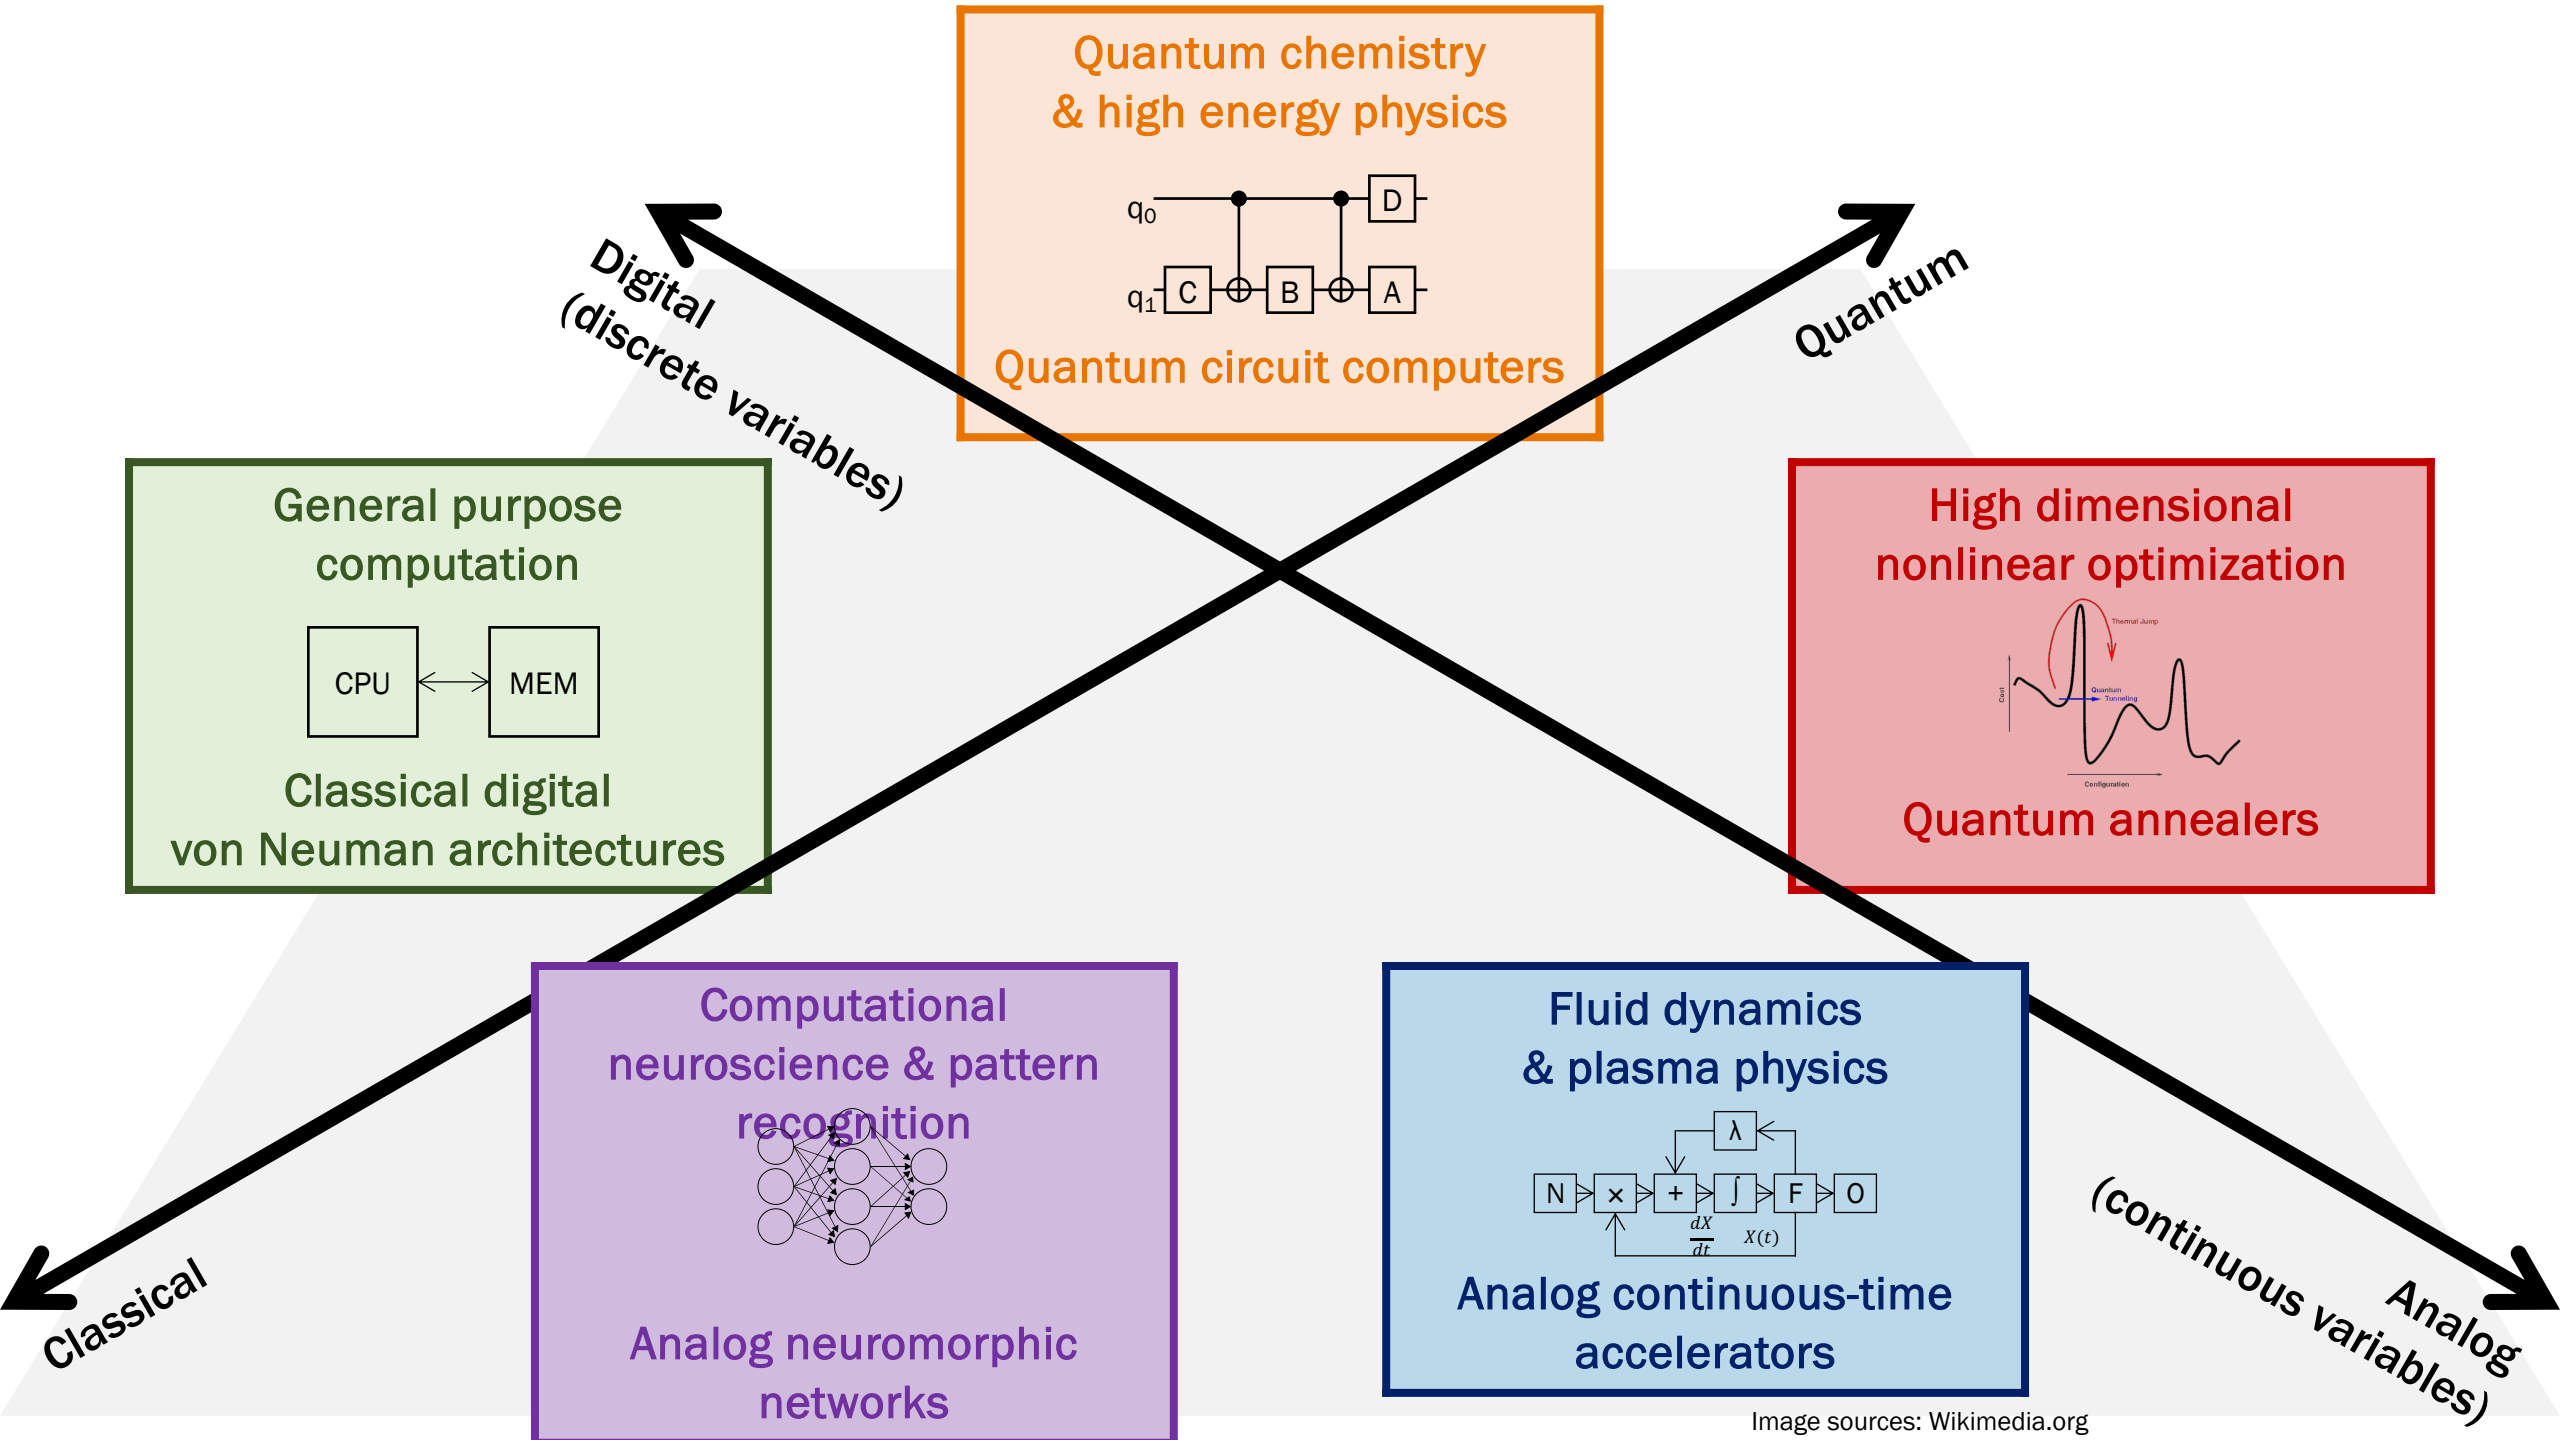 Quantum chemistry
& high energy physics
q0
D
q1
C
B
A
Quantum circuit computers
Digital
(discrete variables)
Quantum
General purpose
computation
CPU
MEM
Classical digital
von Neuman architectures
High dimensional
nonlinear optimization
Thermal Jump
Cost
Quantum
Tunneling
Configuration
Quantum annealers
Computational
neuroscience & pattern
recognition
Analog neuromorphic
networks
Fluid dynamics
& plasma physics
λ
N × + ∫ F O
dX
dt
X(t)
Analog continuous-time
accelerators
Classical
Analog
(continuous variables)
Image sources: Wikimedia.org